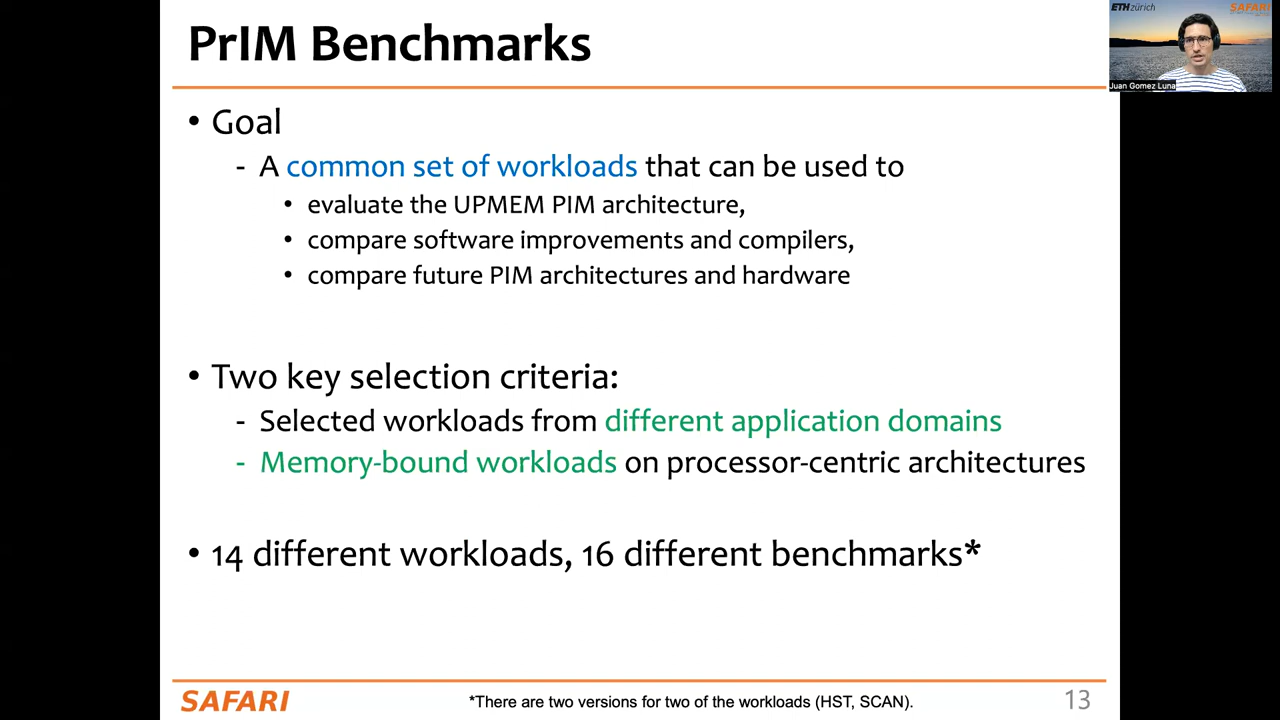 PrIM Benchmarks
• Goal
- A common set of workloads that can be used to
• evaluate the UPMEM PIM architecture,
• compare software improvements and compilers,
• compare future PIM architectures and hardware
• Two key selection criteria:
- Selected workloads from different application domains
- Memory-bound workloads on processor-centric architectures
• 14 different workloads, 16 different benchmarks*
SAFARI
*There are two versions for two of the workloads (HST, SCAN).
13
ETH zürich
SAFARI
Juan Gomez Luna